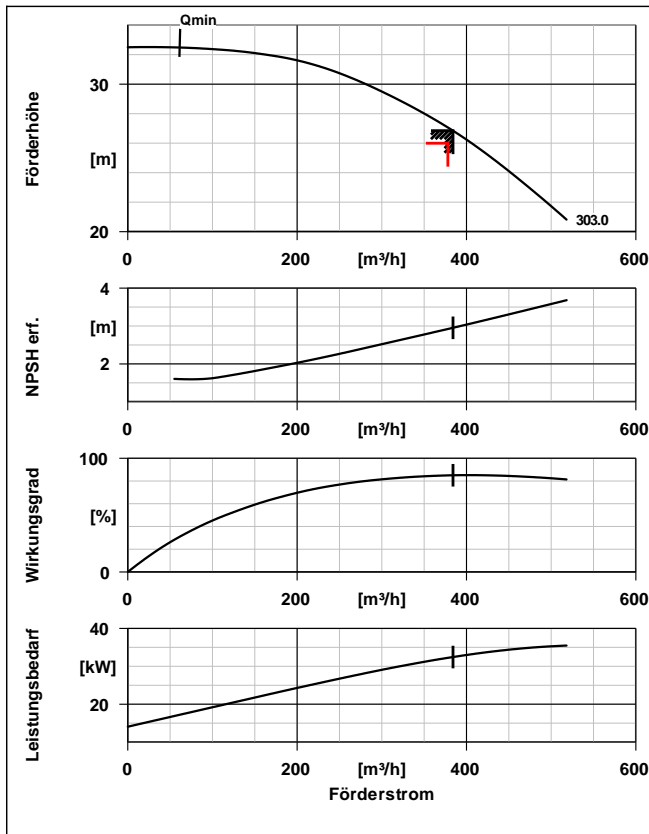 Qmin
30
Förderhöhe
[m]
20
303.0
0
200
[m³/h]
400
600
4
[m]
NPSH erf.
2
0
200
[m³/h]
400
600
100
Wirkungsgrad
[%]
0
0
200
[m³/h]
400
600
40
[kW]
Leistungsbedarf
20
0
200
[m³/h]
400
600
Förderstrom